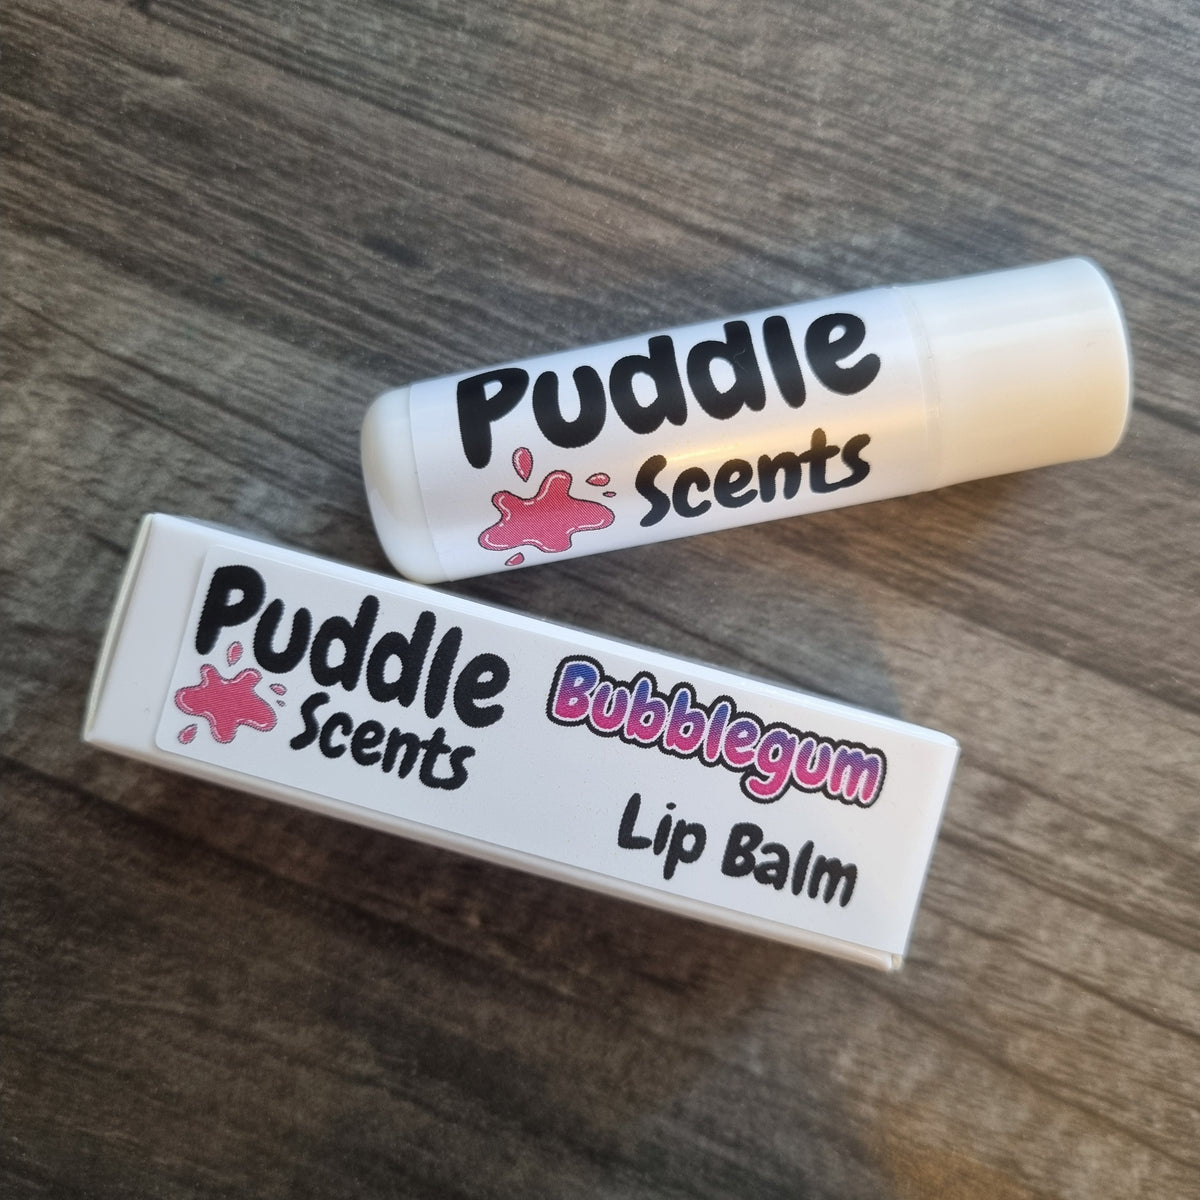 Puddle
Scents
Puddle
Scents
Bubblegum
Lip Balm